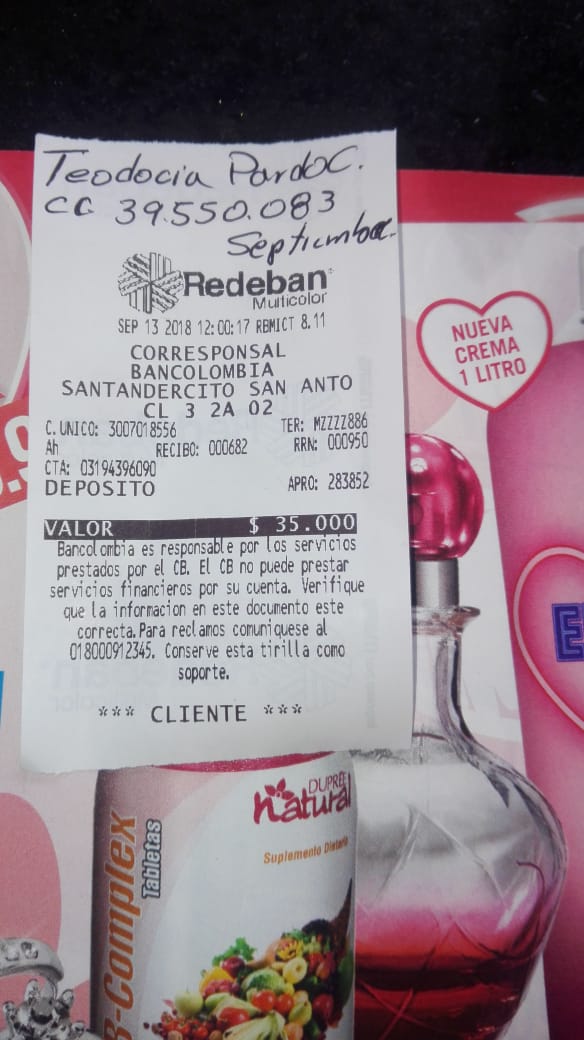 Teodocia Pardo C.
CC 39.550.083
Septiembre.
Redeban
Multicolor
SEP 13 2018 12:00:17 RBMICT 8.11
CORRESPONSAL
BANCOLOMBIA
SANTANDERCITO SAN ANTO
CL 3 2A 02
C. UNICO: 3007018556 TER: MZZZZ886
Ah RECIBO: 000682 RRN: 000950
CTA: 03194396090
DEPOSITO APRO: 283852
VALOR $ 35.000
Bancolombia es responsable por los servicios
prestados por el CB. El CB no puede prestar
servicios financieros por su cuenta. Verifique
que la informacion en este documento este
correcta.Para reclamos comuniquese al
018000912345. Conserve esta tirilla como
soporte.
*** CLIENTE ***
NUEVA
CREMA
1 LITRO
DUPREE
natural
Suplemento
B-Complex
Tabletas